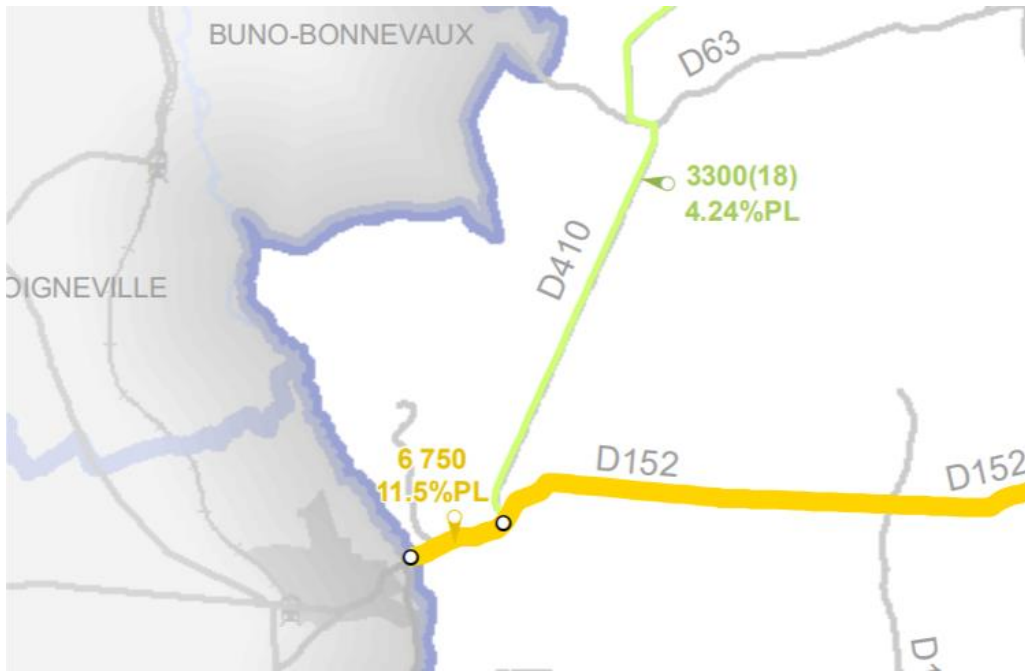 BUNO-BONNEVAUX
D63
3300(18)
4.24%PL
D410
OIGNEVILLE
6 750
11.5%PL
D152
D152